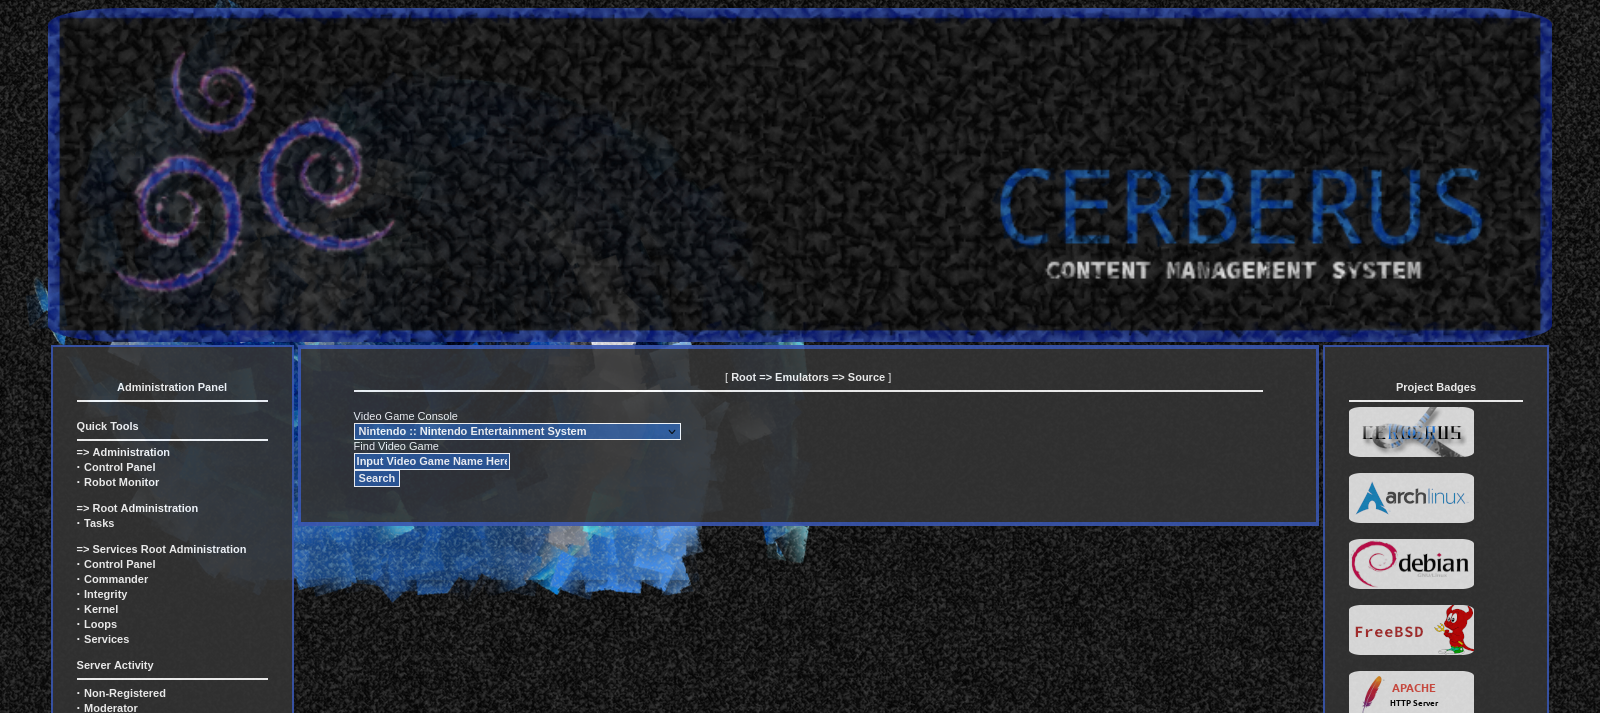 CERBERUS
CONTENT MANAGEMENT SYSTEM
Administration Panel
Quick Tools
=> Administration
· Control Panel
· Robot Monitor
=> Root Administration
· Tasks
=> Services Root Administration
· Control Panel
· Commander
· Integrity
· Kernel
· Loops
· Services
Server Activity
· Non-Registered
· Moderator
[ Root => Emulators => Source ]
Video Game Console
Nintendo :: Nintendo Entertainment System
Find Video Game
Input Video Game Name Here
Search
Project Badges
CERBERUS
archlinux
debian
FreeBSD
APACHE
HTTP Server